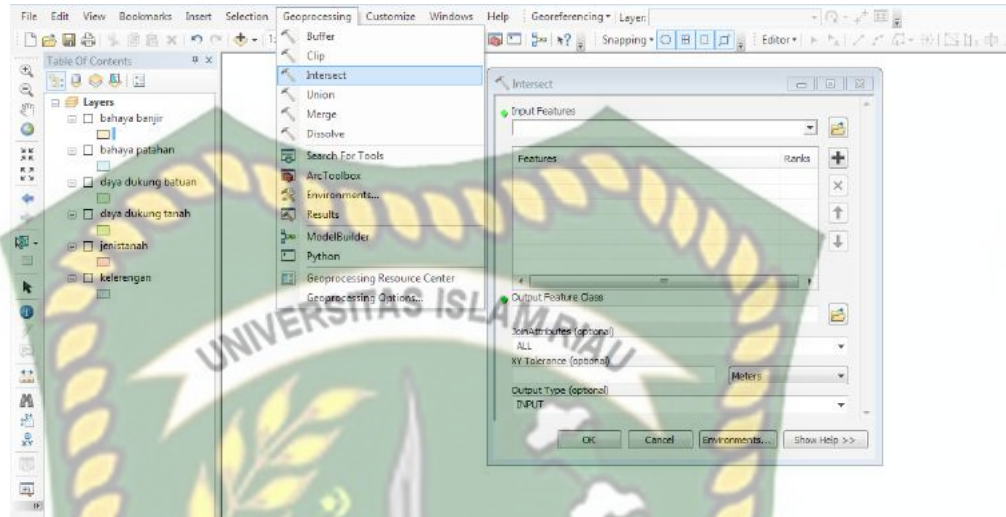 File Edit View Bookmarks Insert Selection Geoprocessing Customize Windows Help Georeferencing Layer:
Snapping Editor
Table Of Contents
Layers
bahaya banjir
bahaya patahan
daya dukung batuan
daya dukung tanah
jenistanah
kelerengan
Buffer
Clip
Intersect
Union
Merge
Dissolve
Search For Tools
ArcToolbox
Environments...
Results
ModelBuilder
Python
Geoprocessing Resource Center
Geoprocessing Options...
Intersect
Input Features
Features Ranks
Output Feature Class
JoinAttributes (optional)
ALL
XY Tolerance (optional)
Meters
Output Type (optional)
INPUT
OK Cancel Environments... Show Help >>
UNIVERSITAS ISLAM RIAU